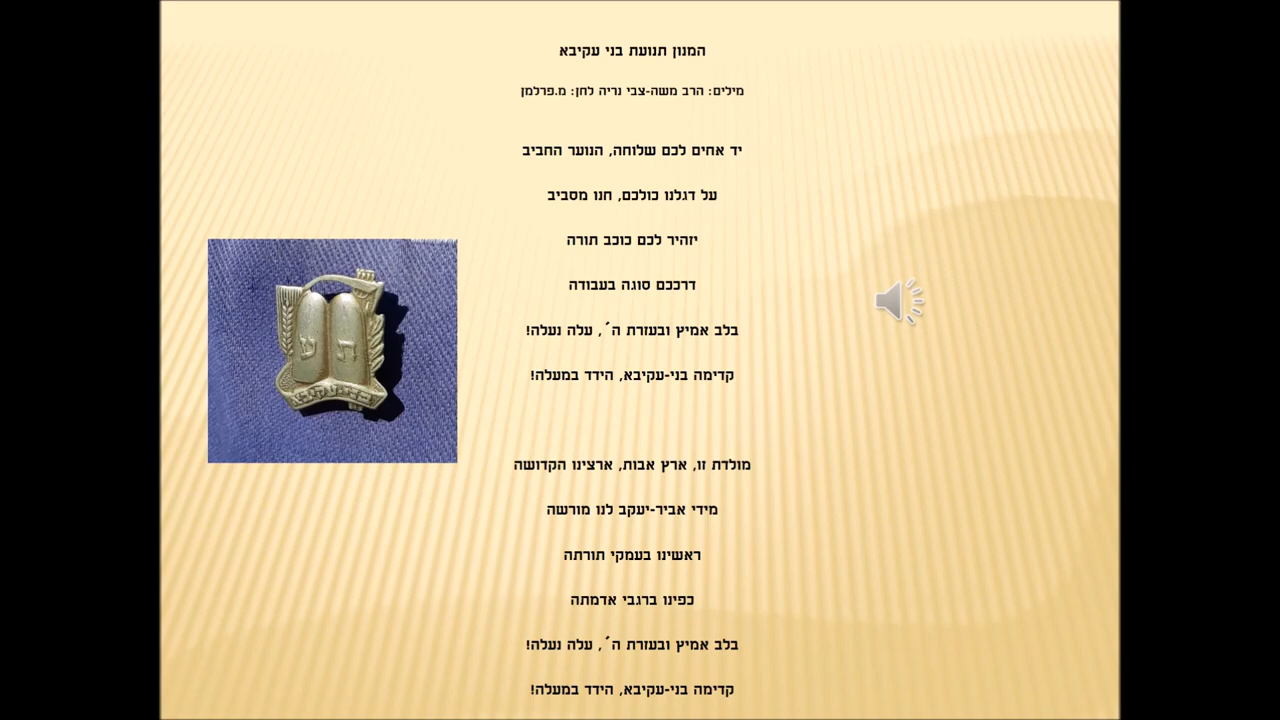 המנון תנועת בני עקיבא
מילים: הרב משה-צבי נריה לחן: מ.פרלמן
יד אחים לכם שלוחה, הנוער החביב
על דגלנו כולכם, חנו מסביב
יזהיר לכם כוכב תורה
דרככם סוגה בעבודה
בלב אמיץ ובעזרת ה´, עלה נעלה!
קדימה בני-עקיבא, הידד במעלה!
מולדת זו, ארץ אבות, ארצינו הקדושה
מידי אביר-יעקב לנו מורשה
ראשינו בעמקי תורתה
כפינו ברגבי אדמתה
בלב אמיץ ובעזרת ה´, עלה נעלה!
קדימה בני-עקיבא, הידד במעלה!
ת ע
בני עקיבא